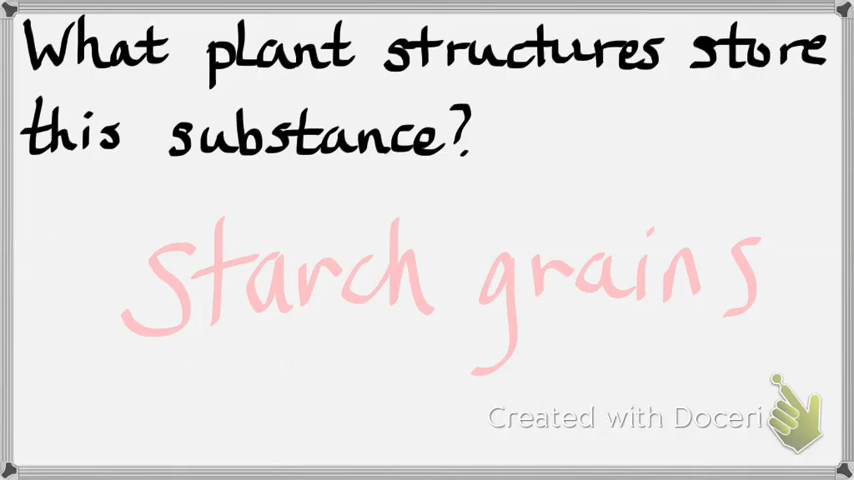 What plant structures store
this substance?
starch grains
Created with Doceri